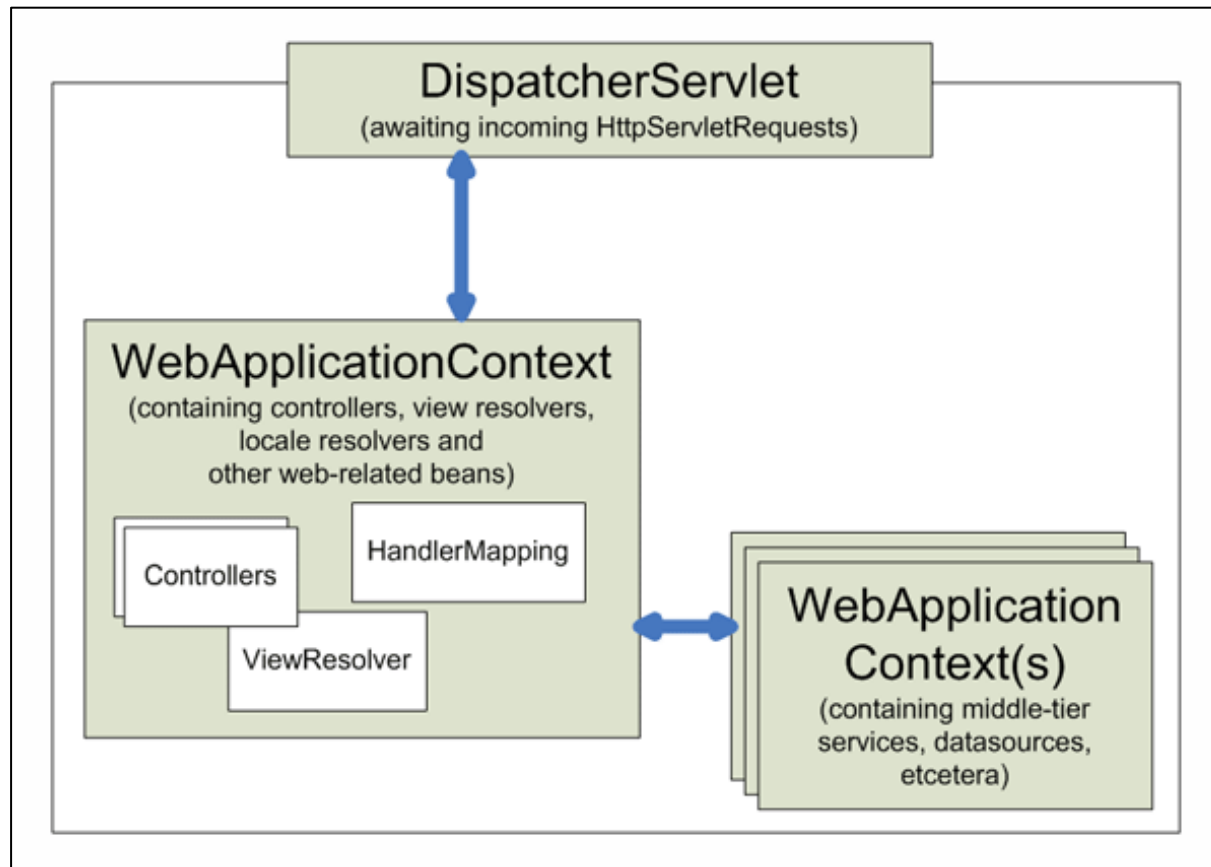 DispatcherServlet
(awaiting incoming HttpServletRequests)
WebApplicationContext
(containing controllers, view resolvers,
locale resolvers and
other web-related beans)
HandlerMapping
Controllers
ViewResolver
WebApplication
Context(s)
(containing middle-tier
services, datasources,
etcetera)